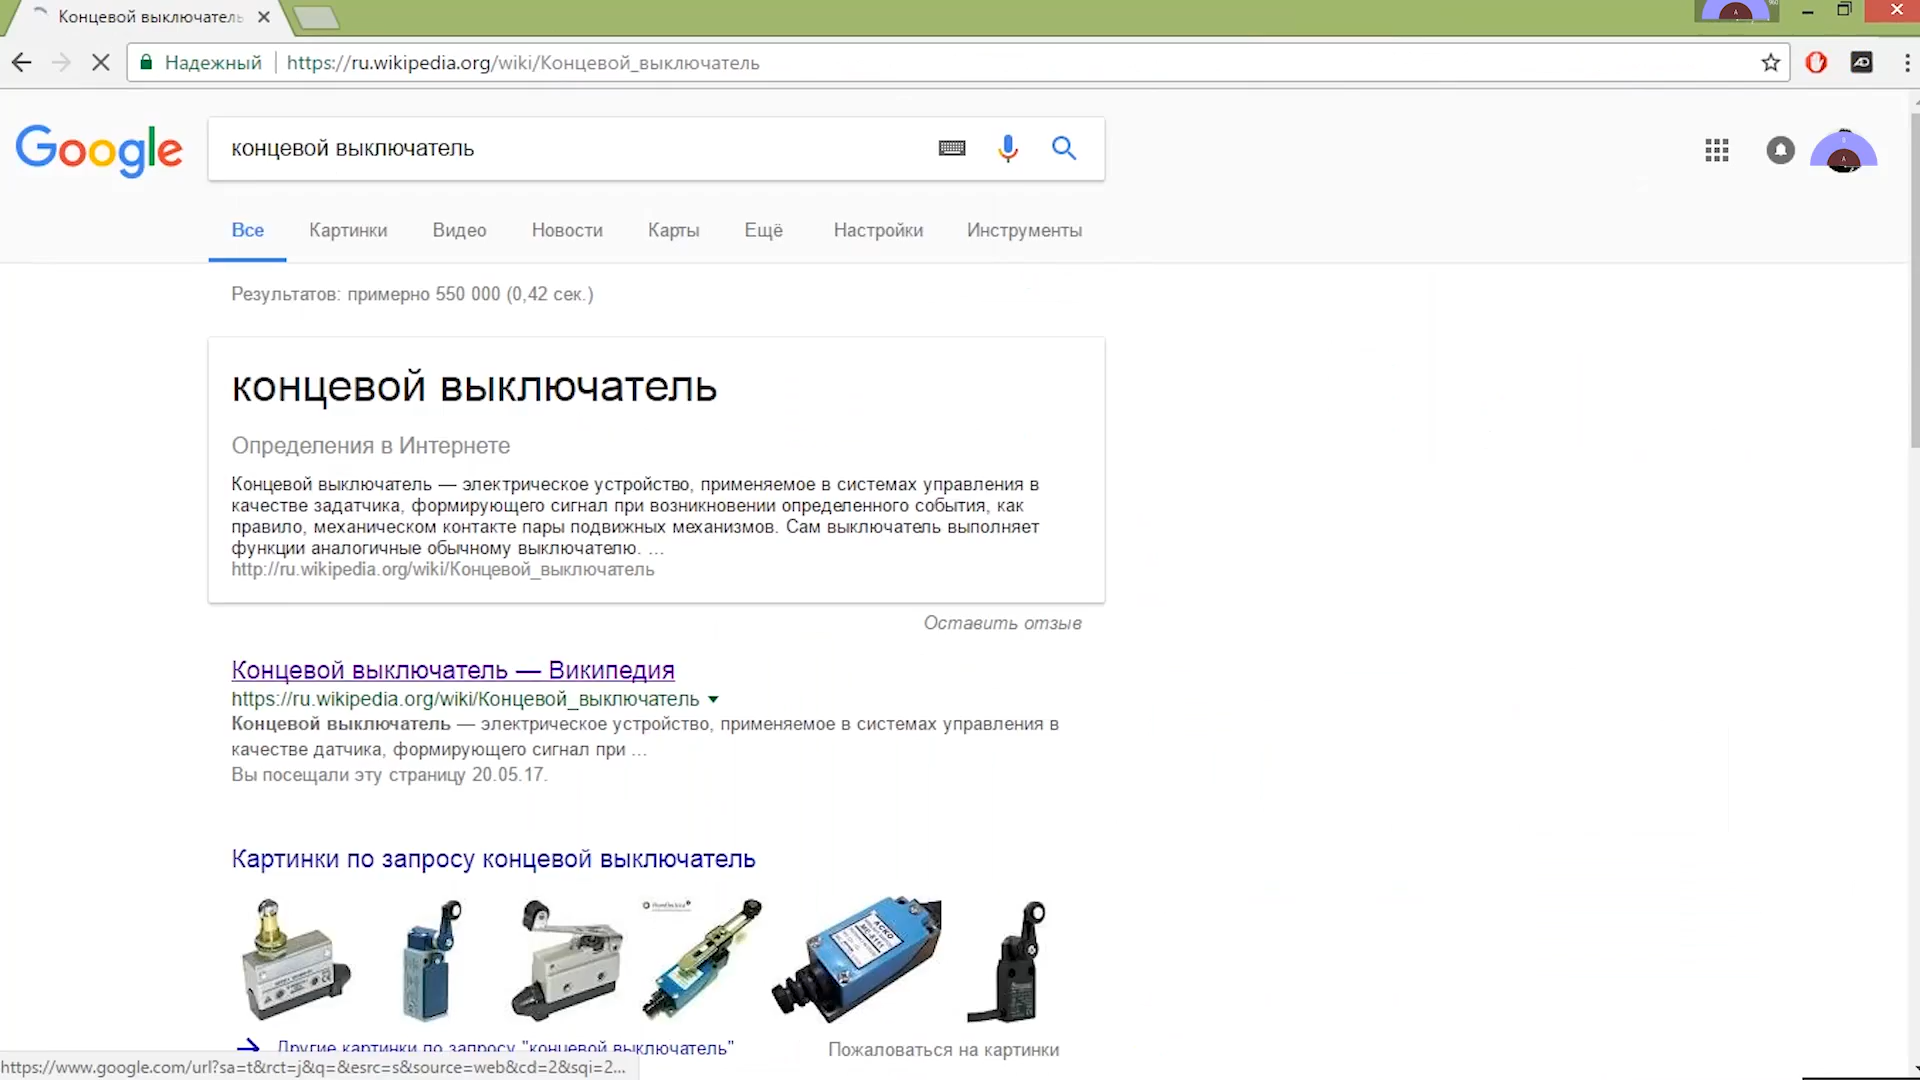 Концевой выключатель
Надежный
https://ru.wikipedia.org/wiki/Концевой_выключатель
Google
концевой выключатель
Все
Картинки
Видео
Новости
Карты
Ещё
Настройки
Инструменты
Результатов: примерно 550 000 (0,42 сек.)
концевой выключатель
Определения в Интернете
Концевой выключатель — электрическое устройство, применяемое в системах управления в
качестве задатчика, формирующего сигнал при возникновении определенного события, как
правило, механическом контакте пары подвижных механизмов. Сам выключатель выполняет
функции аналогичные обычному выключателю. ...
http://ru.wikipedia.org/wiki/Концевой_выключатель
Оставить отзыв
Концевой выключатель — Википедия
https://ru.wikipedia.org/wiki/Концевой_выключатель
Концевой выключатель — электрическое устройство, применяемое в системах управления в
качестве датчика, формирующего сигнал при ...
Вы посещали эту страницу 20.05.17.
Картинки по запросу концевой выключатель
АСКО
Другие картинки по запросу "концевой выключатель"
Пожаловаться на картинки
https://www.google.com/url?sa=t&rct=j&q=&esrc=s&source=web&cd=2&sqi=2...